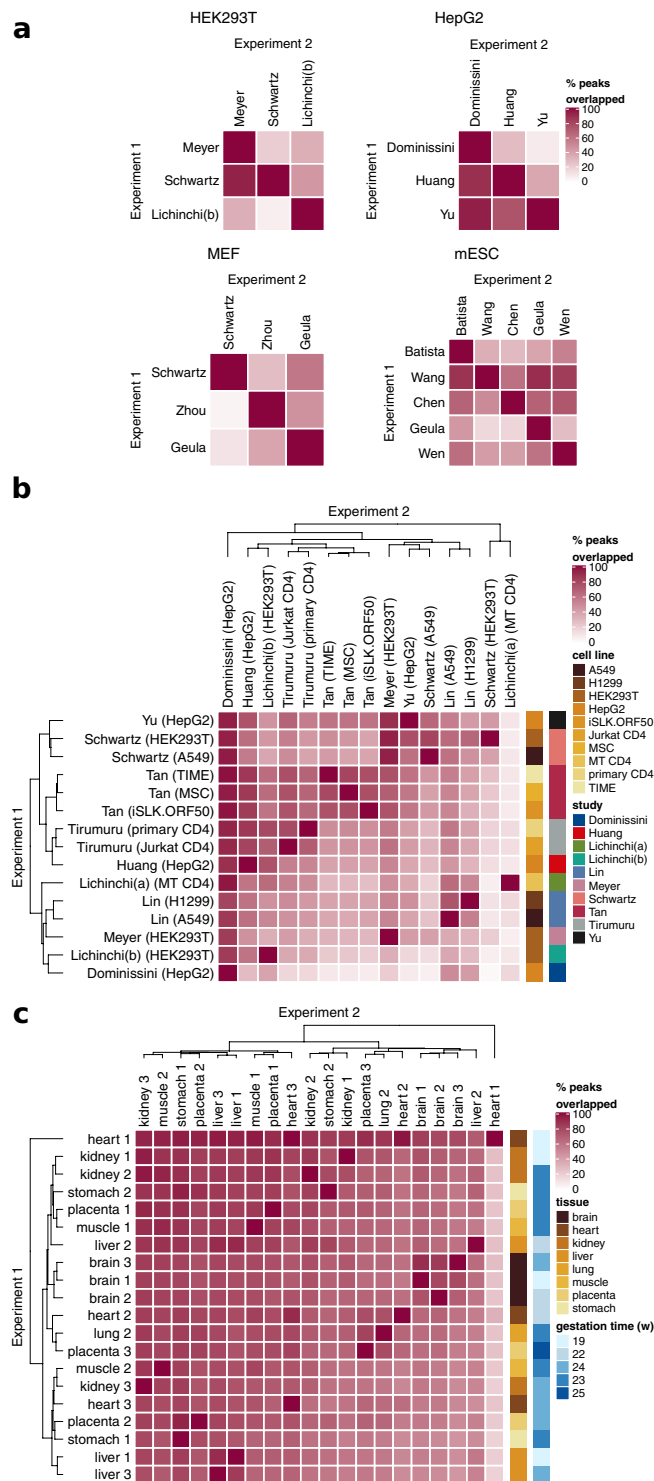 a
HEK293T
Experiment 2
Meyer
Schwartz
Lichinchi(b)
Experiment 1
Meyer
Schwartz
Lichinchi(b)
HepG2
Experiment 2
Dominissini
Huang
Yu
Experiment 1
Dominissini
Huang
Yu
% peaks
overlapped
100
80
60
40
20
0
MEF
Experiment 2
Schwartz
Zhou
Geula
Experiment 1
Schwartz
Zhou
Geula
mESC
Experiment 2
Batista
Wang
Chen
Geula
Wen
Experiment 1
Batista
Wang
Chen
Geula
Wen
b
Experiment 2
Dominissini (HepG2)
Huang (HepG2)
Lichinchi(b) (HEK293T)
Tirumuru (Jurkat CD4)
Tirumuru (primary CD4)
Tan (TIME)
Tan (MSC)
Tan (iSLK.ORF50)
Meyer (HEK293T)
Yu (HepG2)
Schwartz (A549)
Lin (A549)
Lin (H1299)
Schwartz (HEK293T)
Lichinchi(a) (MT CD4)
Experiment 1
Yu (HepG2)
Schwartz (HEK293T)
Schwartz (A549)
Tan (TIME)
Tan (MSC)
Tan (iSLK.ORF50)
Tirumuru (primary CD4)
Tirumuru (Jurkat CD4)
Huang (HepG2)
Lichinchi(a) (MT CD4)
Lin (H1299)
Lin (A549)
Meyer (HEK293T)
Lichinchi(b) (HEK293T)
Dominissini (HepG2)
% peaks
overlapped
100
80
60
40
20
0
cell line
A549
H1299
HEK293T
HepG2
iSLK.ORF50
Jurkat CD4
MSC
MT CD4
primary CD4
TIME
study
Dominissini
Huang
Lichinchi(a)
Lichinchi(b)
Lin
Meyer
Schwartz
Tan
Tirumuru
Yu
c
Experiment 2
kidney 3
muscle 2
stomach 1
placenta 2
liver 3
liver 1
muscle 1
placenta 1
heart 3
kidney 2
stomach 2
kidney 1
placenta 3
lung 2
heart 2
brain 1
brain 2
brain 3
liver 2
heart 1
Experiment 1
heart 1
kidney 1
kidney 2
stomach 2
placenta 1
muscle 1
liver 2
brain 3
brain 1
brain 2
heart 2
lung 2
placenta 3
muscle 2
kidney 3
heart 3
placenta 2
stomach 1
liver 1
liver 3
% peaks
overlapped
100
80
60
40
20
0
tissue
brain
heart
kidney
liver
lung
muscle
placenta
stomach
gestation time (w)
19
22
24
23
25